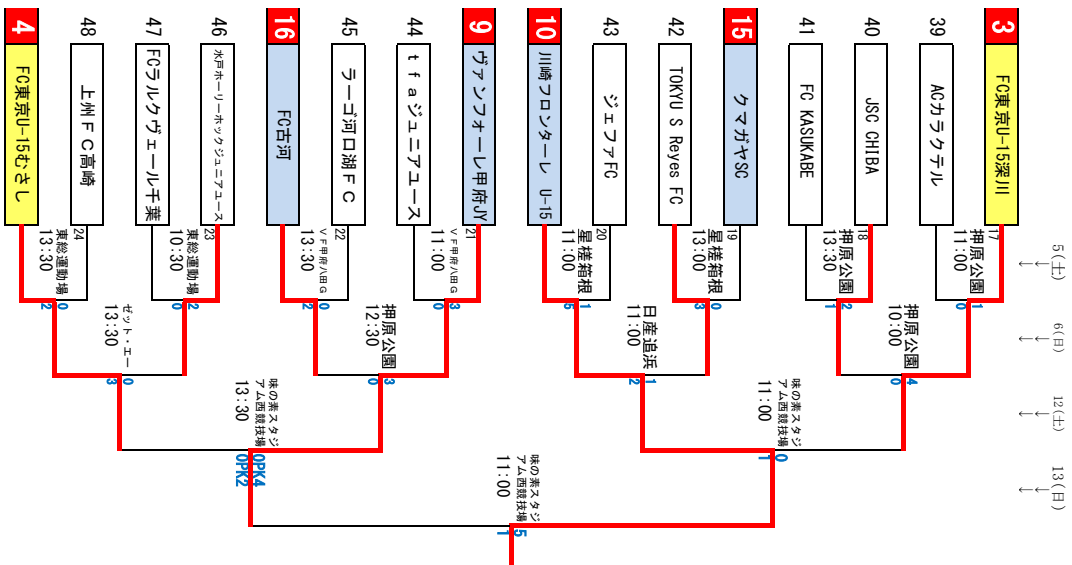 5(土)
←←
6(日)
←←
12(土)
←←
13(日)
←←
3 FC東京U-15深川
39 ACカラクテル
40 JSC CHIBA
41 FC KASUKABE
15 クマガヤSC
42 TOKYU S Reyes FC
43 ジェファFC
10 川崎フロンターレ U-15
9 ヴァンフォーレ甲府JY
44 ｔｆａジュニアユース
45 ラーゴ河口湖ＦＣ
16 FC古河
46 水戸ホーリーホックジュニアユース
47 FCラルクヴェール千葉
48 上州ＦＣ高崎
4 FC東京U-15むさし
17
押原公園
11:00
1
0
18
押原公園
13:30
2
1
19
星槎箱根
13:00
0
3
20
星槎箱根
11:00
1
5
21
ＶＦ甲府八田Ｇ
11:00
3
0
22
ＶＦ甲府八田Ｇ
13:30
0
2
23
東総運動場
10:30
2
0
24
東総運動場
13:30
0
2
押原公園
10:00
4
0
日産追浜
11:00
1
2
押原公園
12:30
3
0
ゼット・エー
13:30
0
3
味の素スタジ
アム西競技場
11:00
0
1
味の素スタジ
アム西競技場
13:30
0PK4
0PK2
味の素スタジ
アム西競技場
11:00
5
1